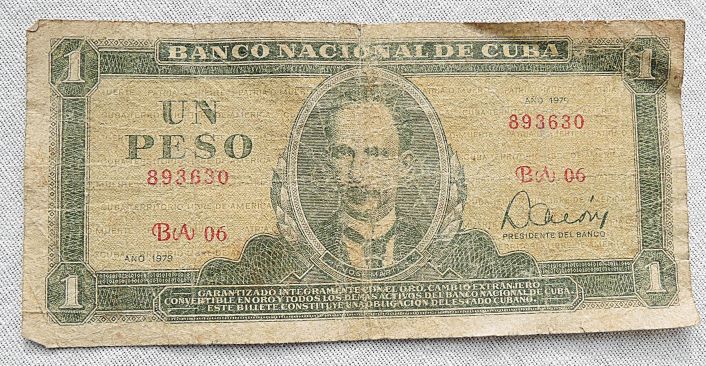 BANCO NACIONAL DE CUBA
1
1
UN
PESO
893630
BA 06
AÑO 1979
AÑO 1979
893630
BA 06
PRESIDENTE DEL BANCO
1
1
GARANTIZADO INTEGRAMENTE CON EL ORO, CAMBIO EXTRANJERO
CONVERTIBLE EN ORO Y TODOS LOS DEMAS ACTIVOS DEL BANCO NACIONAL DE CUBA.
ESTE BILLETE CONSTITUYE UNA OBLIGACION DEL ESTADO CUBANO.